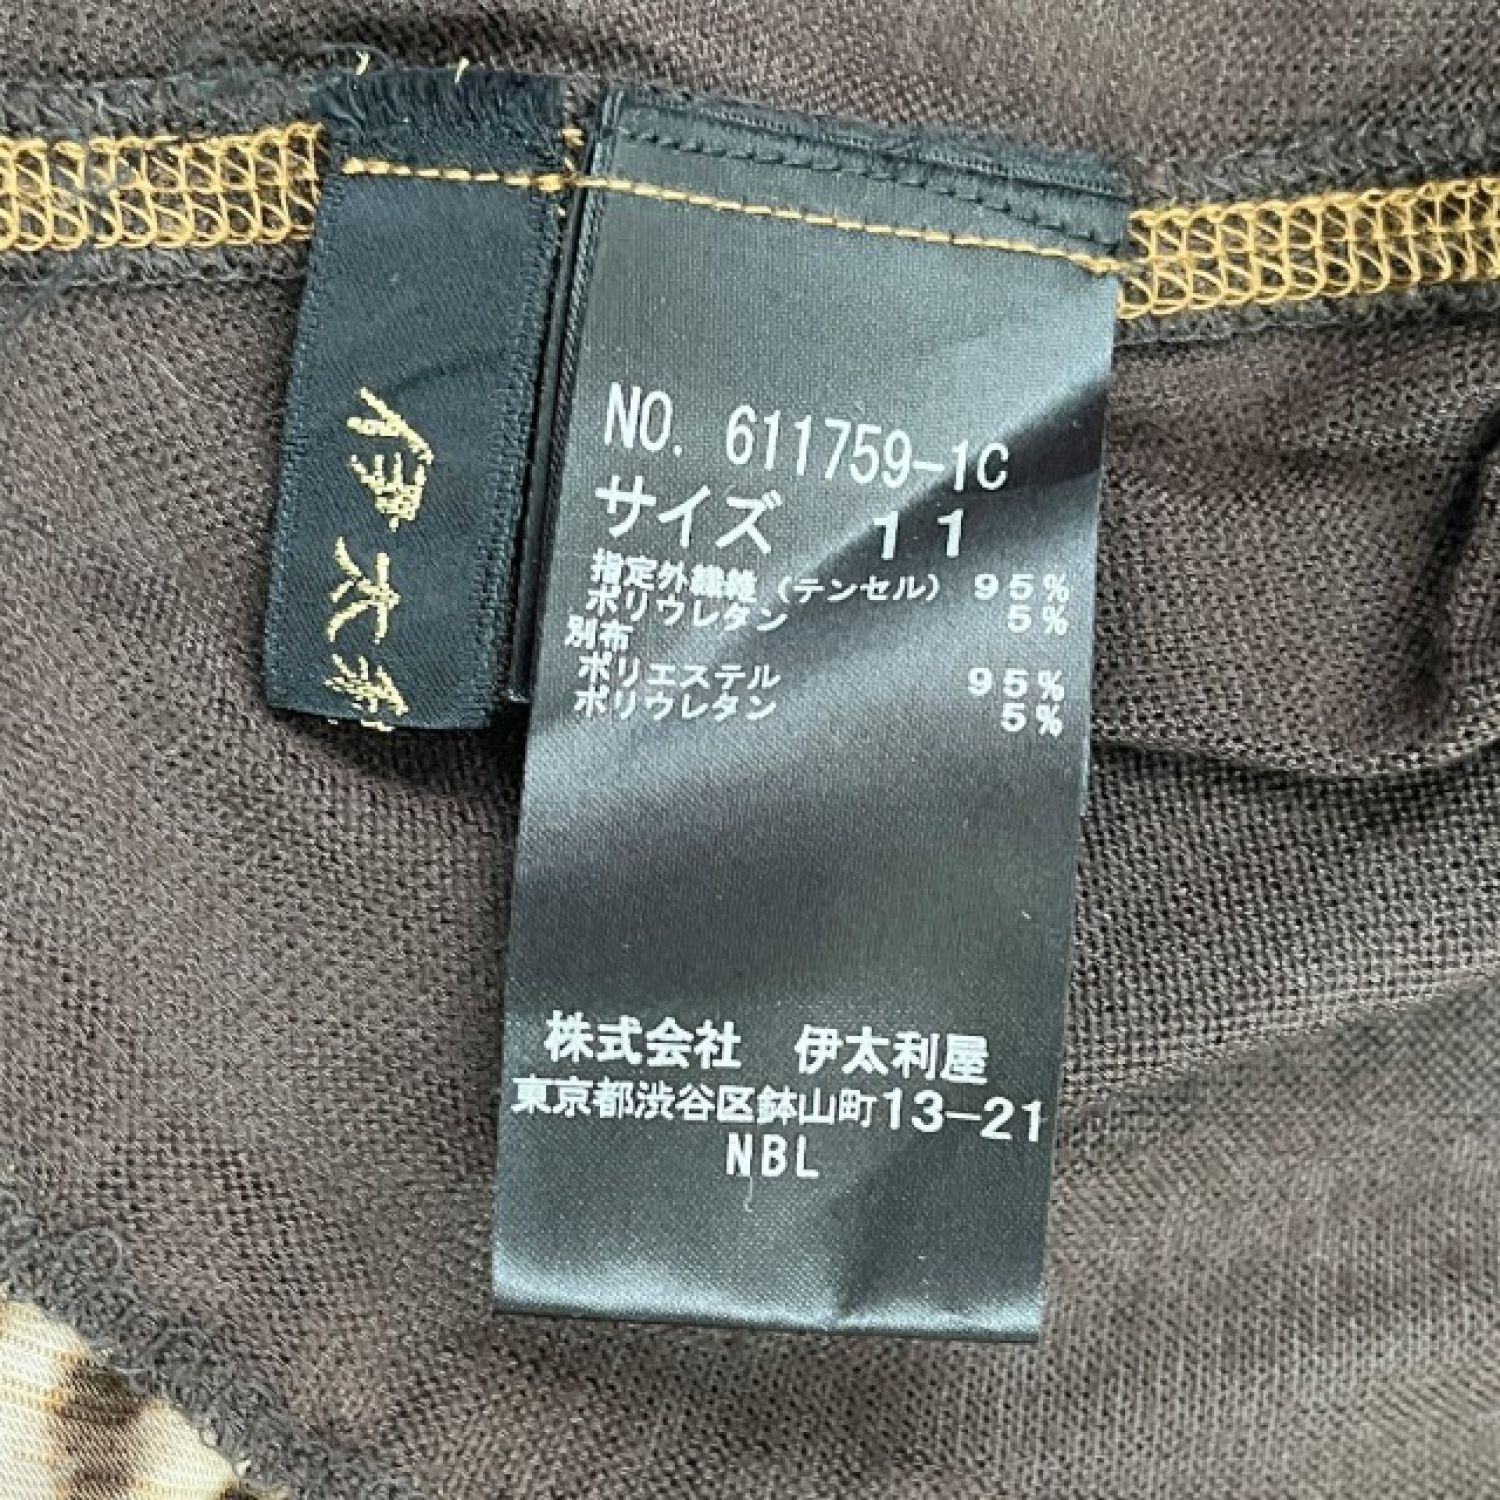 伊太利
NO. 611759-1C
サイズ 11
指定外繊維(テンセル) 95%
ポリウレタン 5%
別布
ポリエステル 95%
ポリウレタン 5%
株式会社 伊太利屋
東京都渋谷区鉢山町13-21
NBL